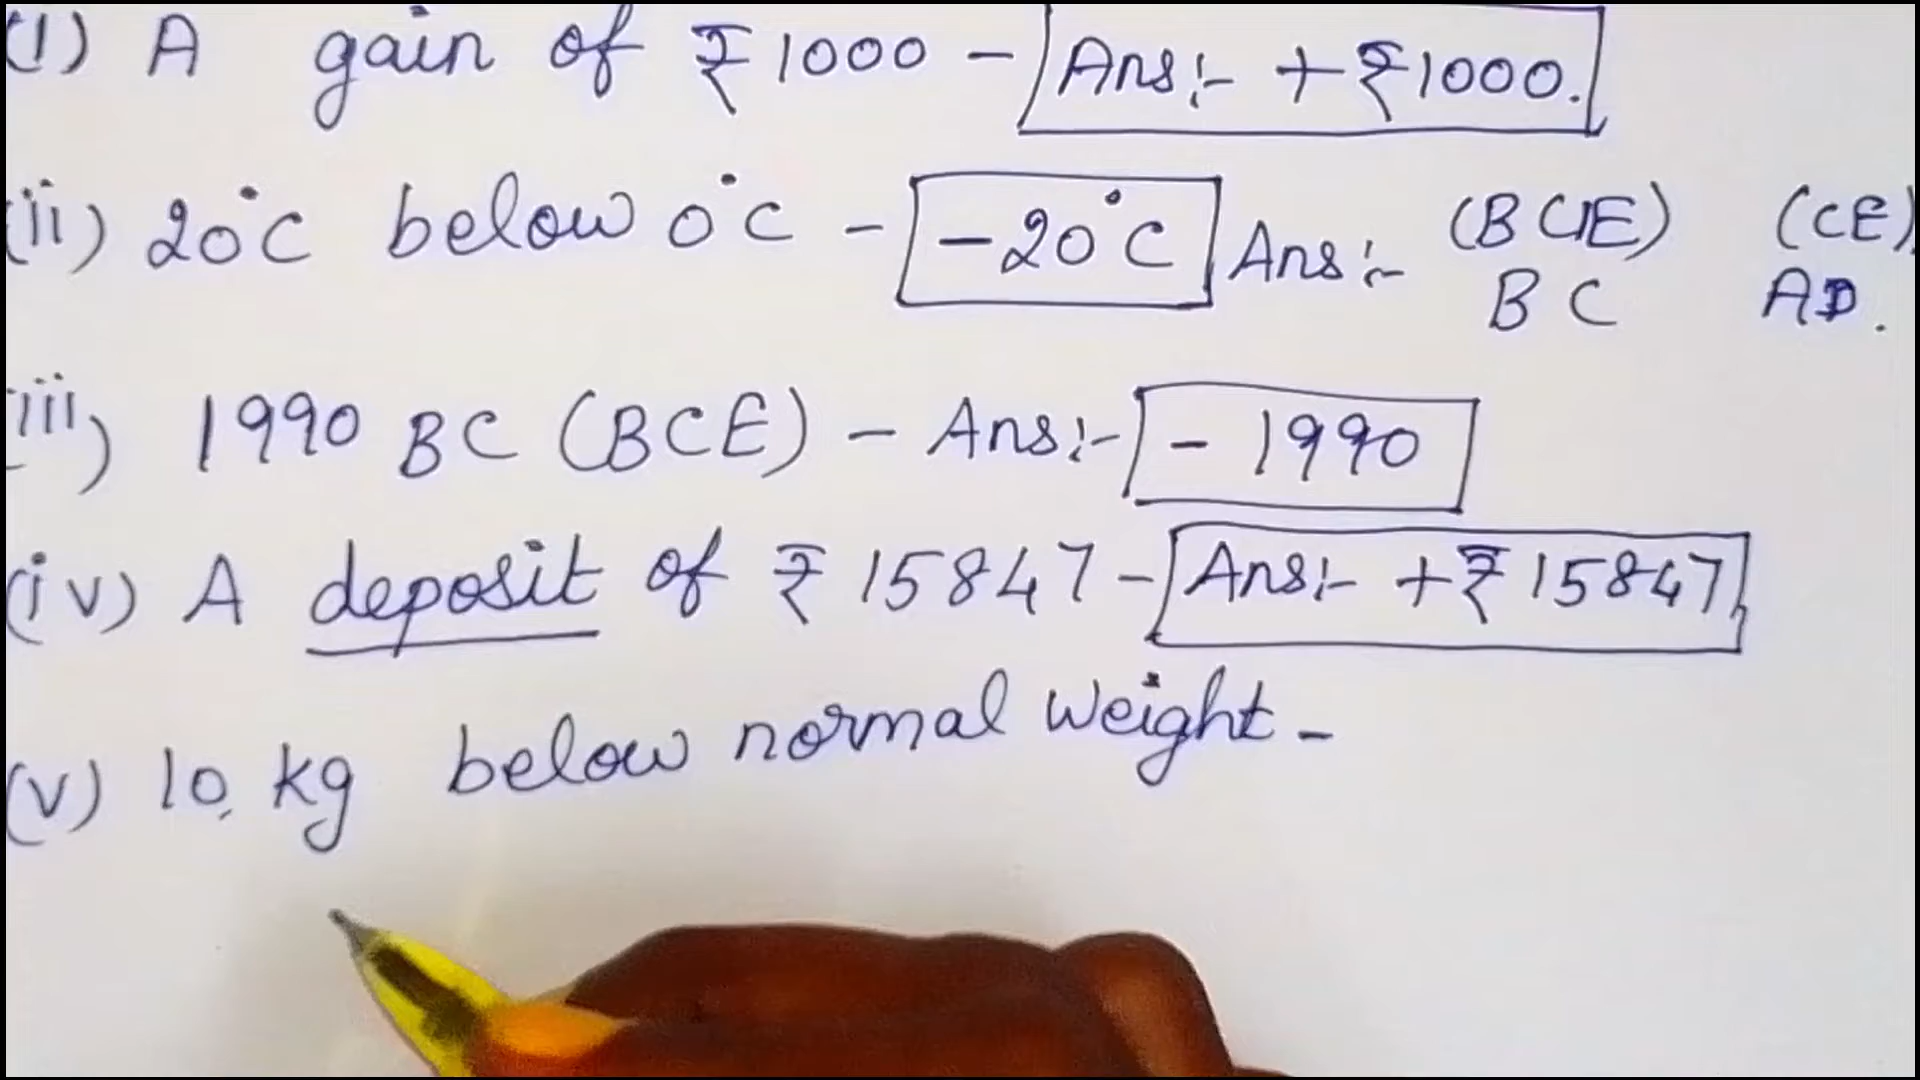 (i) A gain of ₹1000 - Ans:- +₹1000.
(ii) 20°C below 0°C - -20°C Ans:- (BCE) (CE)
BC AD.
iii) 1990 BC (BCE) - Ans:- - 1990
(iv) A deposit of ₹ 15847 - Ans:- +₹ 15847
(v) 10 kg below normal weight -